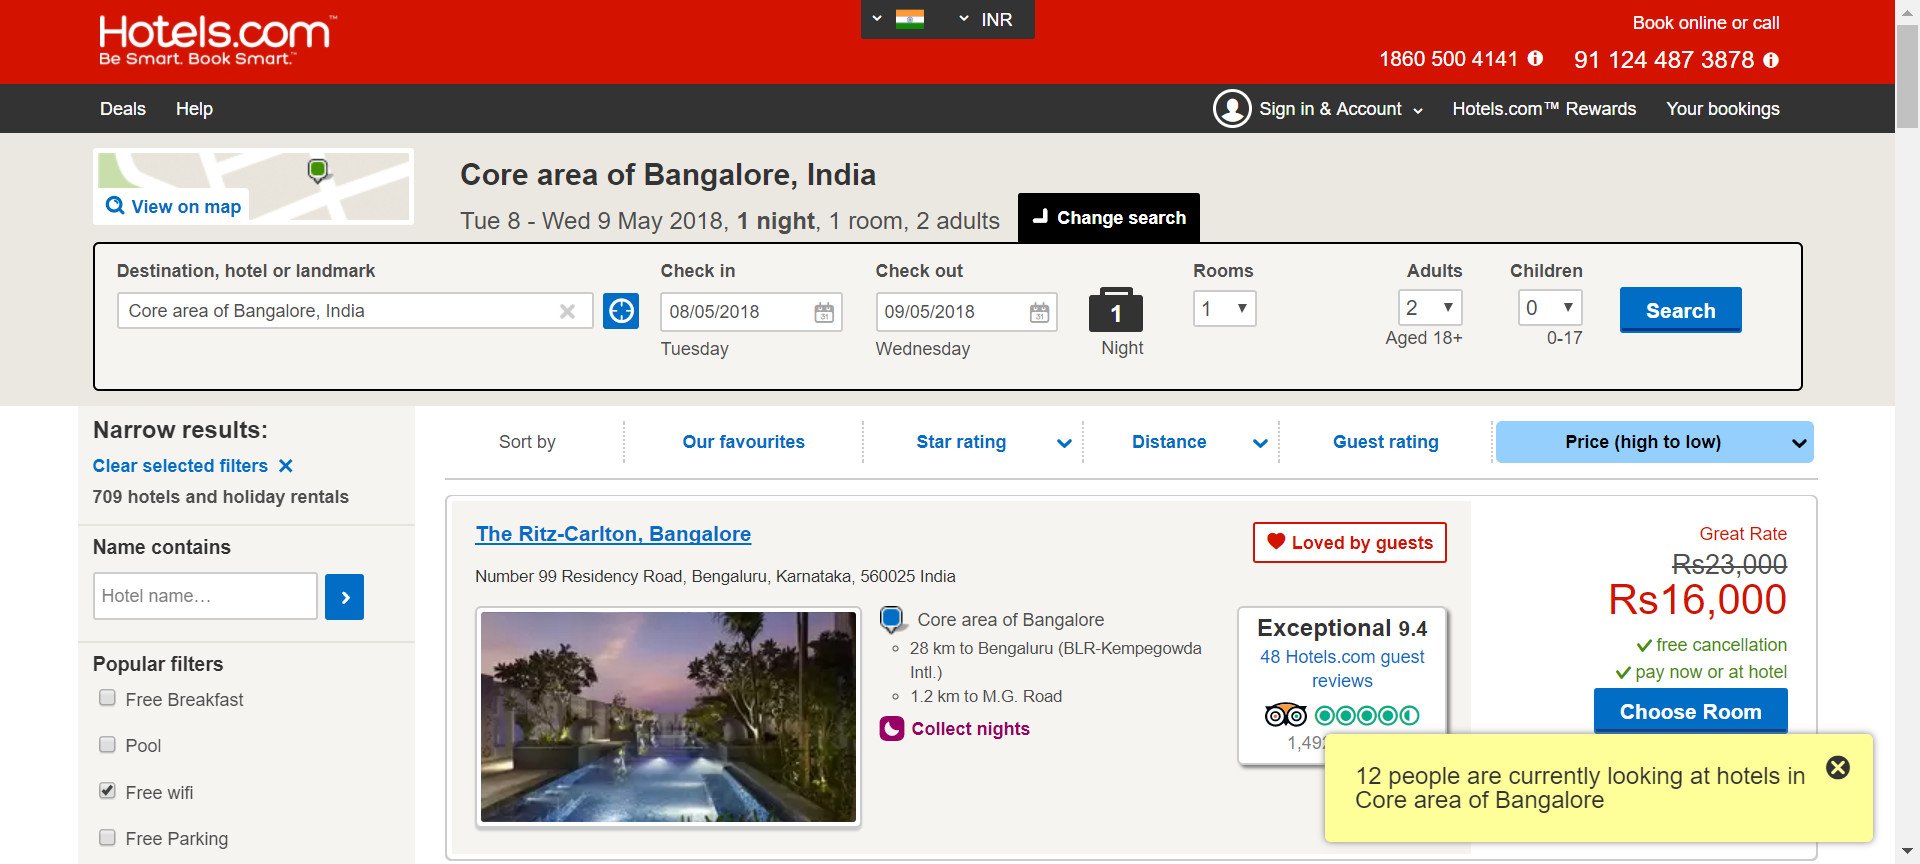 Hotels.com™
Be Smart. Book Smart.™
INR
Book online or call
1860 500 4141
91 124 487 3878
Deals
Help
Sign in & Account
Hotels.com™ Rewards
Your bookings
View on map
Core area of Bangalore, India
Tue 8 - Wed 9 May 2018, 1 night, 1 room, 2 adults
Change search
Destination, hotel or landmark
Core area of Bangalore, India
Check in
08/05/2018
31
Tuesday
Check out
09/05/2018
31
Wednesday
1
Night
Rooms
1
Adults
2
Aged 18+
Children
0
0-17
Search
Narrow results:
Clear selected filters
709 hotels and holiday rentals
Name contains
Hotel name…
Popular filters
Free Breakfast
Pool
Free wifi
Free Parking
Sort by
Our favourites
Star rating
Distance
Guest rating
Price (high to low)
The Ritz-Carlton, Bangalore
Number 99 Residency Road, Bengaluru, Karnataka, 560025 India
Loved by guests
Core area of Bangalore
28 km to Bengaluru (BLR-Kempegowda
Intl.)
1.2 km to M.G. Road
Collect nights
Exceptional 9.4
48 Hotels.com guest
reviews
1,492
Great Rate
Rs23,000
Rs16,000
free cancellation
pay now or at hotel
Choose Room
12 people are currently looking at hotels in
Core area of Bangalore